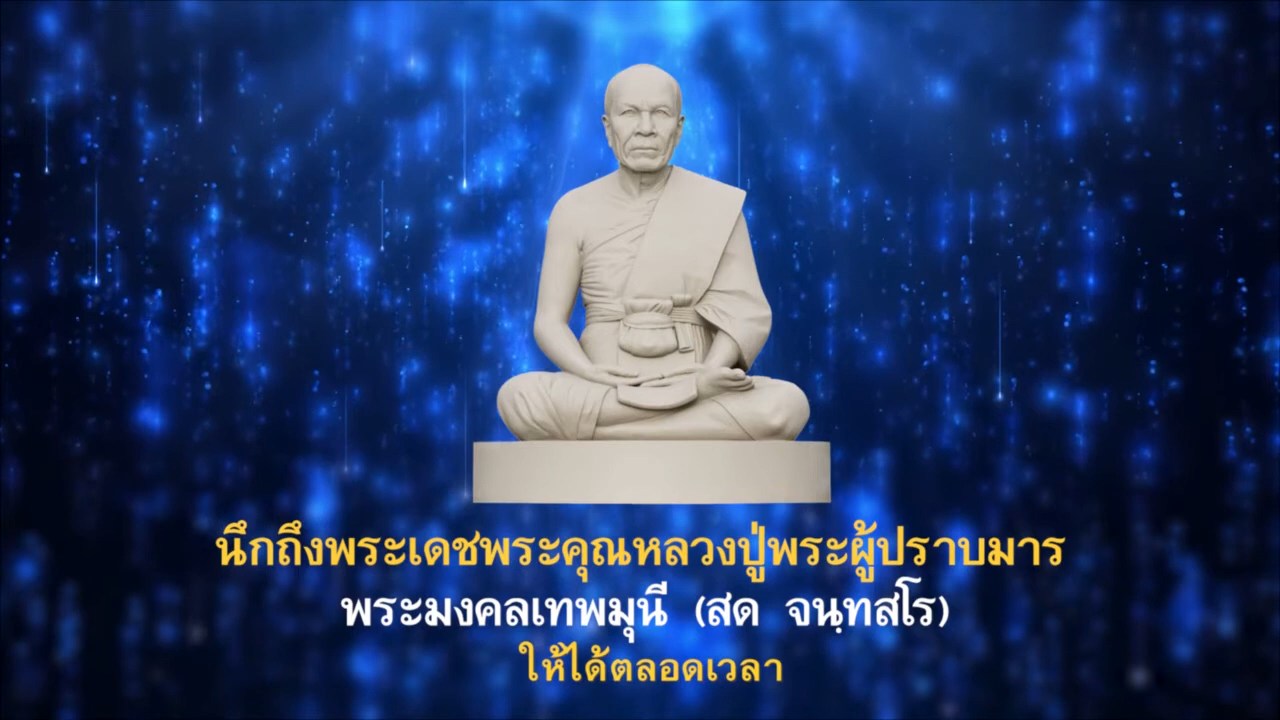 นึกถึงพระเดชพระคุณหลวงปู่พระผู้ปราบมาร
พระมงคลเทพมุนี (สด จนฺทสโร)
ให้ได้ตลอดเวลา